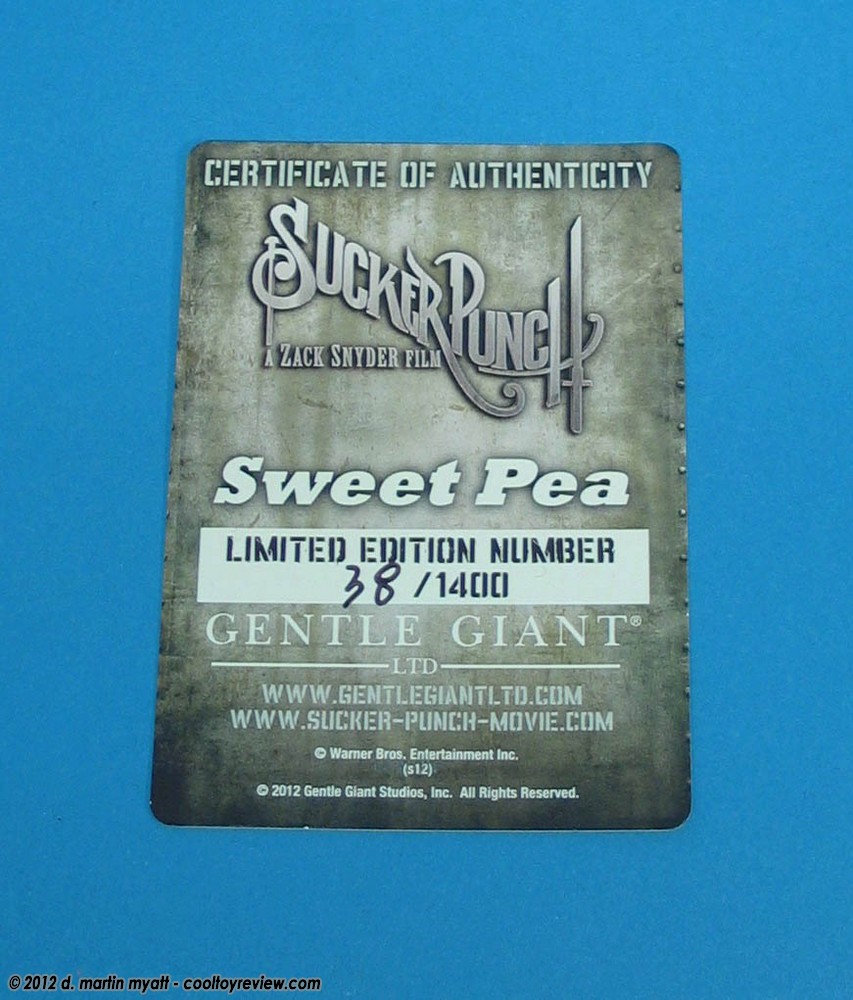 CERTIFICATE OF AUTHENTICITY
SUCKER PUNCH
A ZACK SNYDER FILM
Sweet Pea
LIMITED EDITION NUMBER
38 /1400
GENTLE GIANT®
LTD
WWW.GENTLEGIANTLTD.COM
WWW.SUCKER-PUNCH-MOVIE.COM
© Warner Bros. Entertainment Inc.
(s12)
© 2012 Gentle Giant Studios, Inc. All Rights Reserved.
© 2012 d. martin myatt - cooltoyreview.com